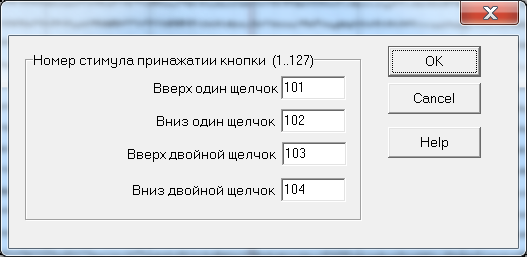 Номер стимула принажатии кнопки (1..127)
Вверх один щелчок 101
Вниз один щелчок 102
Вверх двойной щелчок 103
Вниз двойной щелчок 104
OK
Cancel
Help